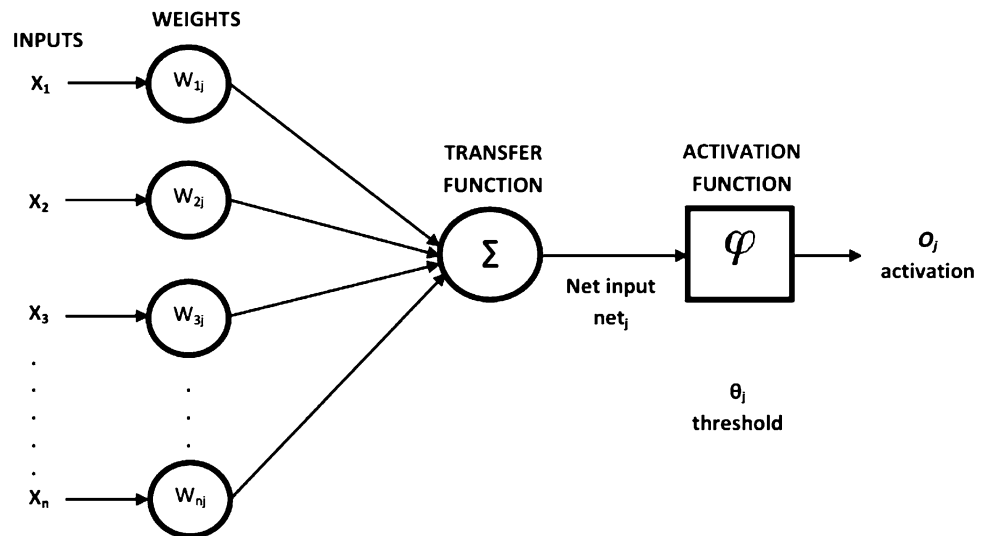 INPUTS
WEIGHTS
X₁
W₁ⱼ
X₂
W₂ⱼ
X₃
W₃ⱼ
.
.
.
.
.
.
.
.
Xₙ
Wₙⱼ
TRANSFER
FUNCTION
Σ
Net input
netⱼ
ACTIVATION
FUNCTION
φ
θⱼ
threshold
Oⱼ
activation